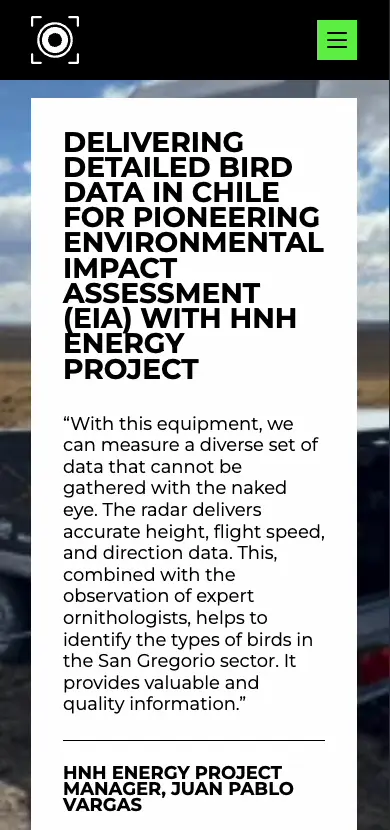 DELIVERING
DETAILED BIRD
DATA IN CHILE
FOR PIONEERING
ENVIRONMENTAL
IMPACT
ASSESSMENT
(EIA) WITH HNH
ENERGY
PROJECT
“With this equipment, we
can measure a diverse set of
data that cannot be
gathered with the naked
eye. The radar delivers
accurate height, flight speed,
and direction data. This,
combined with the
observation of expert
ornithologists, helps to
identify the types of birds in
the San Gregorio sector. It
provides valuable and
quality information.”
HNH ENERGY PROJECT
MANAGER, JUAN PABLO
VARGAS